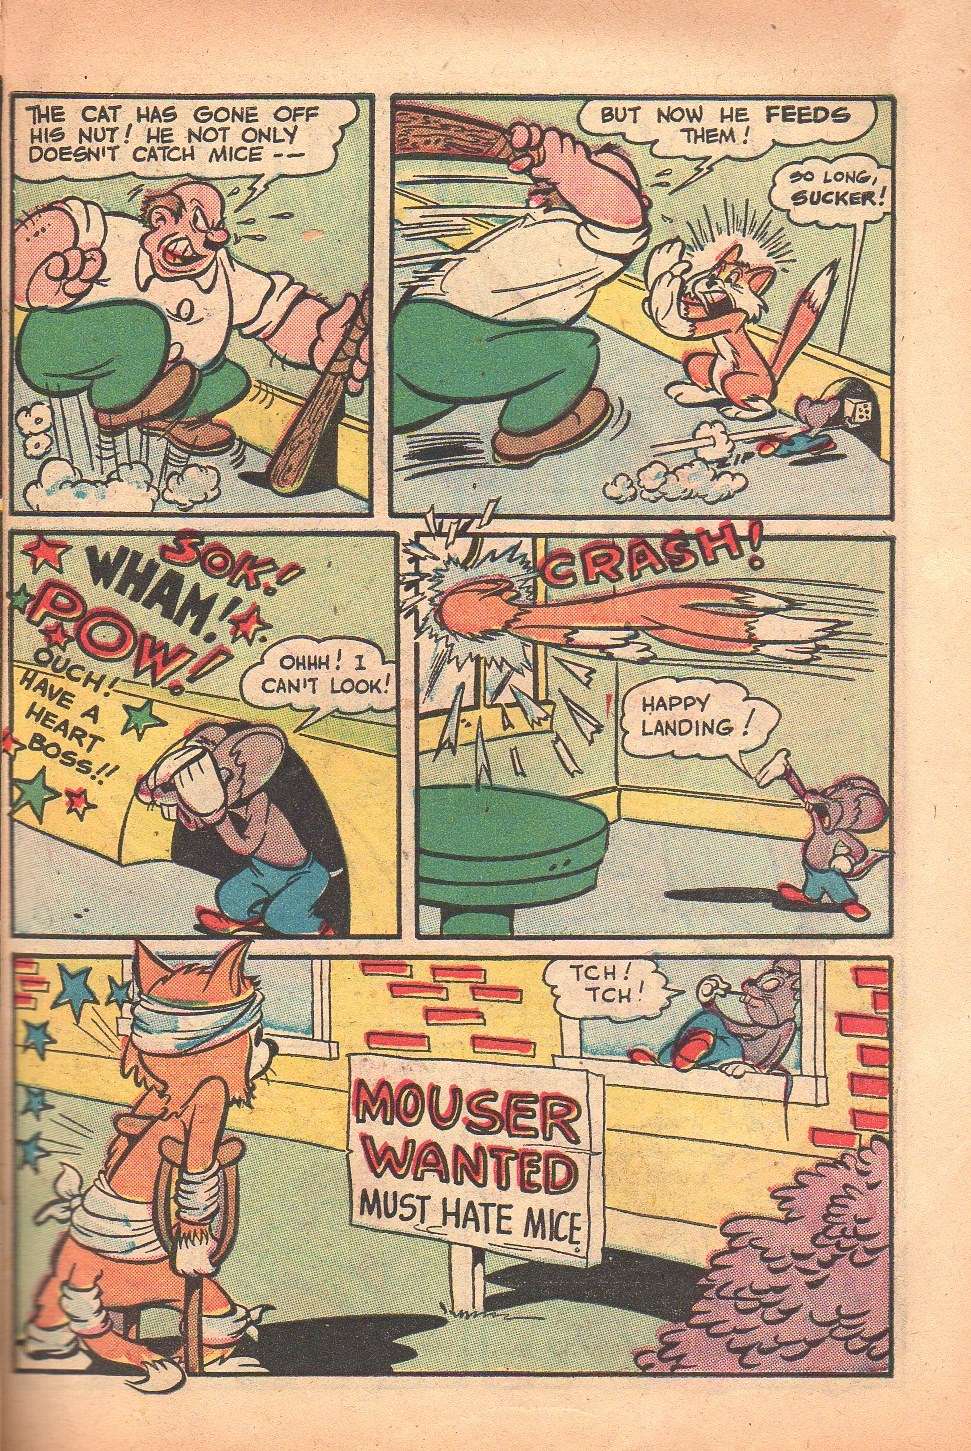 THE CAT HAS GONE OFF
HIS NUT! HE NOT ONLY
DOESN'T CATCH MICE --
BUT NOW HE FEEDS
THEM!
SO LONG,
SUCKER!
SOK!
WHAM!
POW!
OUCH!
HAVE A
HEART
BOSS!!
OHHH! I
CAN'T LOOK!
CRASH!
HAPPY
LANDING!
TCH!
TCH!
MOUSER
WANTED
MUST HATE MICE